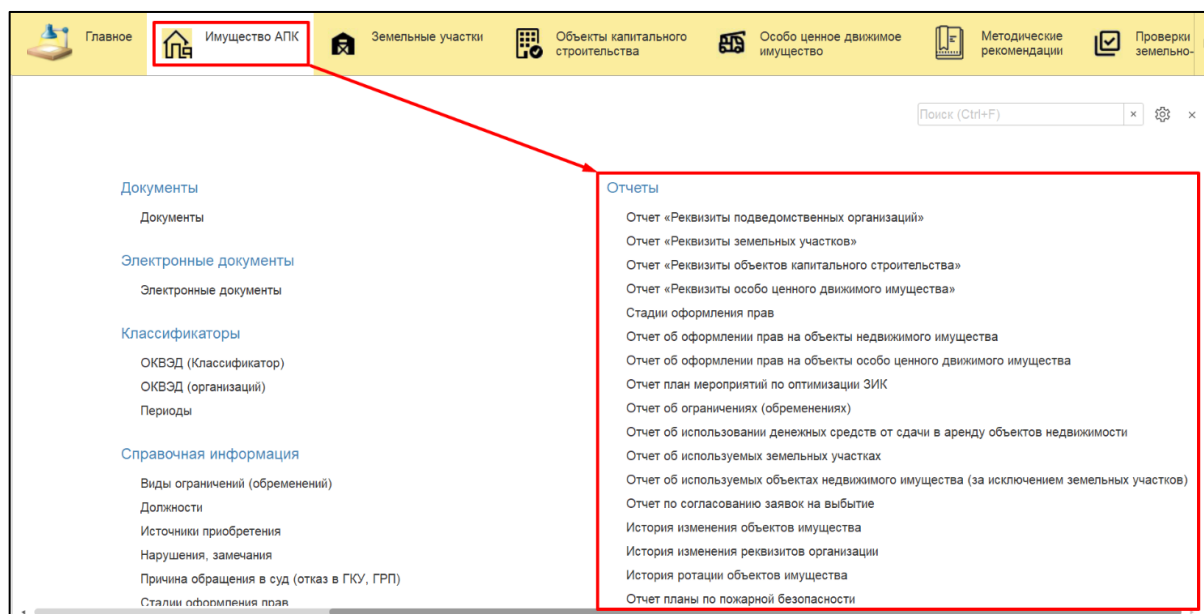 Главное
Имущество АПК
Земельные участки
Объекты капитального
строительства
Особо ценное движимое
имущество
Методические
рекомендации
Проверки
земельно-
Поиск (Ctrl+F)
Документы
Документы
Электронные документы
Электронные документы
Классификаторы
ОКВЭД (Классификатор)
ОКВЭД (организаций)
Периоды
Справочная информация
Виды ограничений (обременений)
Должности
Источники приобретения
Нарушения, замечания
Причина обращения в суд (отказ в ГКУ, ГРП)
Стадии оформления прав
Отчеты
Отчет «Реквизиты подведомственных организаций»
Отчет «Реквизиты земельных участков»
Отчет «Реквизиты объектов капитального строительства»
Отчет «Реквизиты особо ценного движимого имущества»
Стадии оформления прав
Отчет об оформлении прав на объекты недвижимого имущества
Отчет об оформлении прав на объекты особо ценного движимого имущества
Отчет план мероприятий по оптимизации ЗИК
Отчет об ограничениях (обременениях)
Отчет об использовании денежных средств от сдачи в аренду объектов недвижимости
Отчет об используемых земельных участках
Отчет об используемых объектах недвижимого имущества (за исключением земельных участков)
Отчет по согласованию заявок на выбытие
История изменения объектов имущества
История изменения реквизитов организации
История ротации объектов имущества
Отчет планы по пожарной безопасности